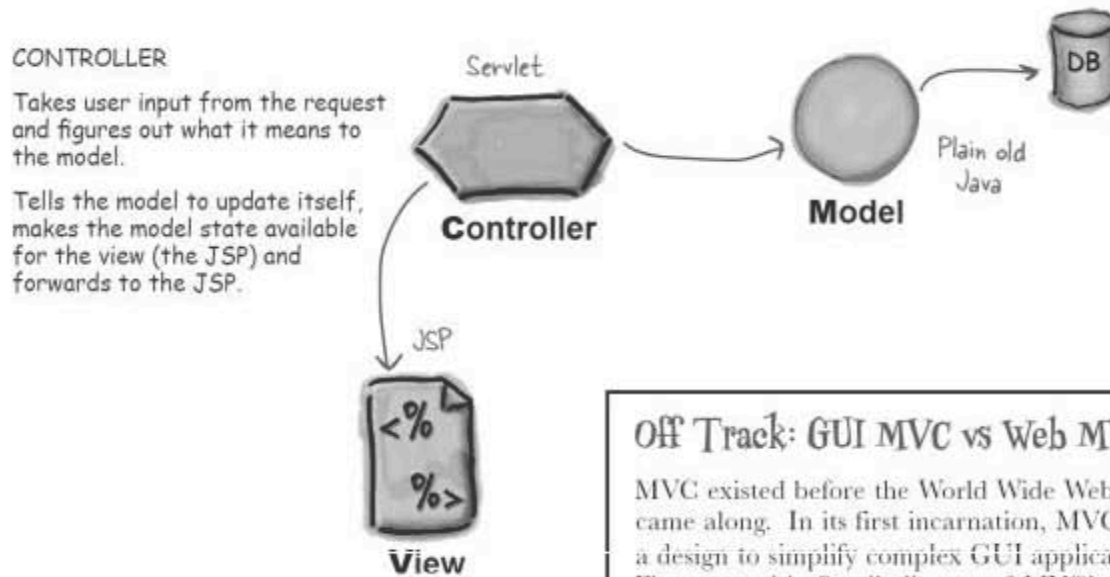 CONTROLLER
Takes user input from the request
and figures out what it means to
the model.
Tells the model to update itself,
makes the model state available
for the view (the JSP) and
forwards to the JSP.
Servlet
Controller
Model
Plain old
Java
DB
JSP
<%
%>
View
Off Track: GUI MVC vs Web M
MVC existed before the World Wide Web
came along. In its first incarnation, MVC
a design to simplify complex GUI applica